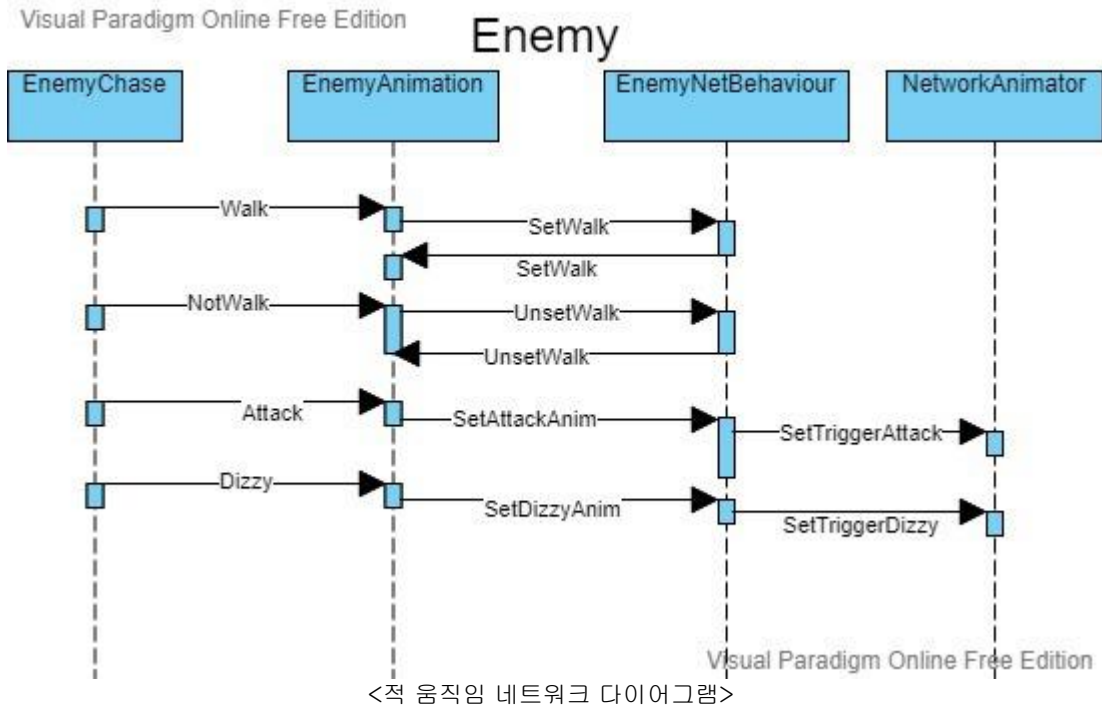 Visual Paradigm Online Free Edition
Enemy
EnemyChase
EnemyAnimation
EnemyNetBehaviour
NetworkAnimator
Walk
SetWalk
SetWalk
NotWalk
UnsetWalk
UnsetWalk
Attack
SetAttackAnim
SetTriggerAttack
Dizzy
SetDizzyAnim
SetTriggerDizzy
Visual Paradigm Online Free Edition
<적 움직임 네트워크 다이어그램>